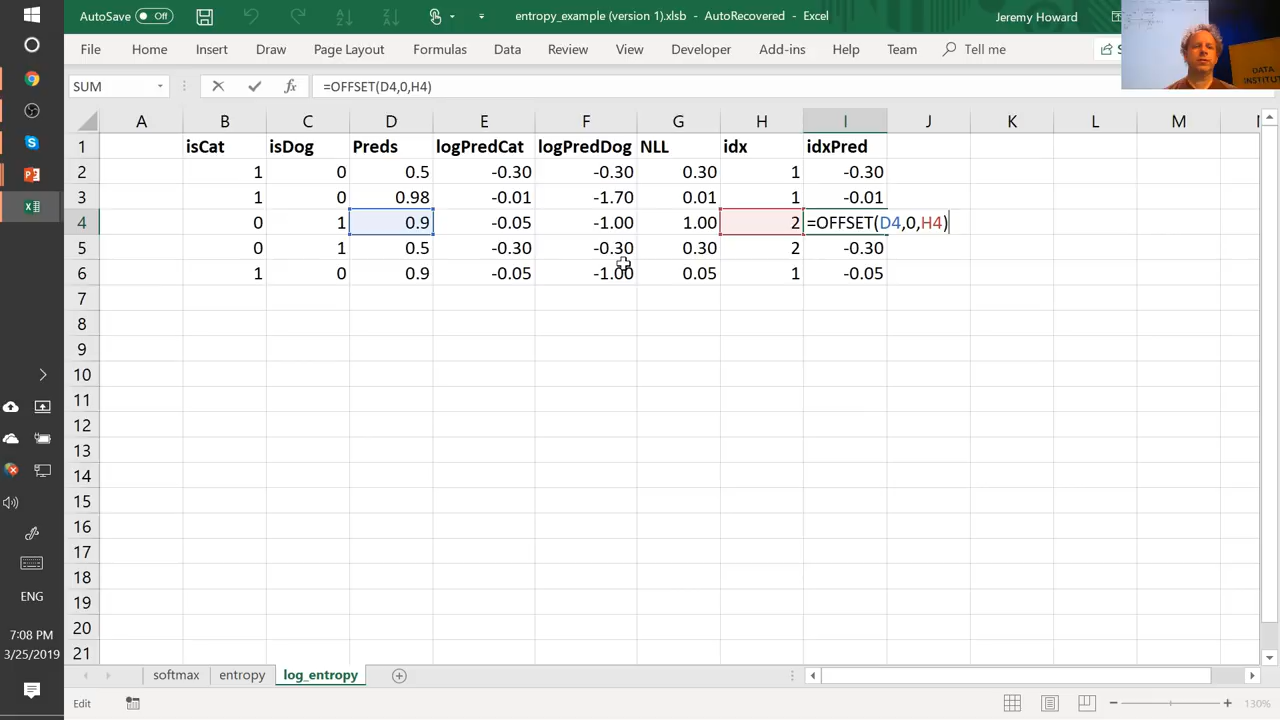 AutoSave Off entropy_example (version 1).xlsb - AutoRecovered - Excel Jeremy Howard
File Home Insert Draw Page Layout Formulas Data Review View Developer Add-ins Help Team Tell me
DATA
INSTITUTE
SUM =OFFSET(D4,0,H4)
A B C D E F G H I J K L M
1 isCat isDog Preds logPredCat logPredDog NLL idx idxPred
2 1 0 0.5 -0.30 -0.30 0.30 1 -0.30
3 1 0 0.98 -0.01 -1.70 0.01 1 -0.01
4 0 1 0.9 -0.05 -1.00 1.00 2 =OFFSET(D4,0,H4)
5 0 1 0.5 -0.30 -0.30 0.30 2 -0.30
6 1 0 0.9 -0.05 -1.00 0.05 1 -0.05
7
8
9
10
11
12
13
14
15
16
17
18
19
20
21
ENG
7:08 PM
3/25/2019
softmax entropy log_entropy
Edit 130%